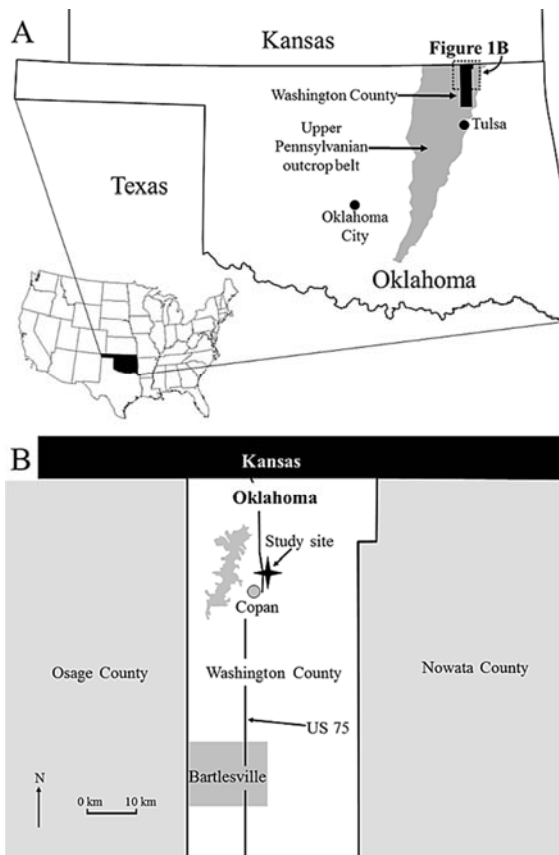 A
Kansas
Figure 1B
Washington County
Tulsa
Upper
Pennsylvanian
outcrop belt
Texas
Oklahoma
City
Oklahoma
B
Kansas
Oklahoma
Study site
Copan
Osage County
Washington County
Nowata County
US 75
Bartlesville
N
0 km
10 km